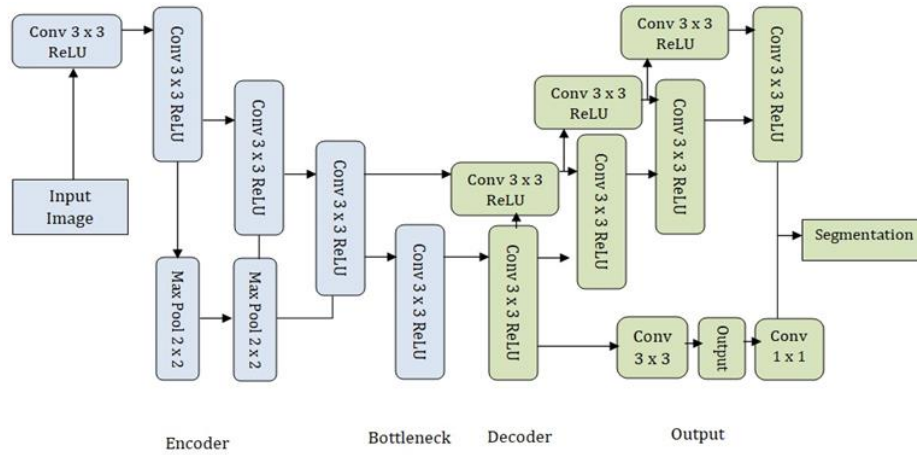 Conv 3 x 3
ReLU
Conv 3 x 3 ReLU
Input
Image
Conv 3 x 3 ReLU
Max Pool 2 x 2
Max Pool 2 x 2
Conv 3 x 3 ReLU
Conv 3 x 3 ReLU
Conv 3 x 3
ReLU
Conv 3 x 3 ReLU
Conv 3 x 3
ReLU
Conv 3 x 3 ReLU
Conv 3 x 3
ReLU
Conv 3 x 3 ReLU
Conv 3 x 3 ReLU
Segmentation
Conv
3 x 3
Output
Conv
1 x 1
Encoder
Bottleneck
Decoder
Output